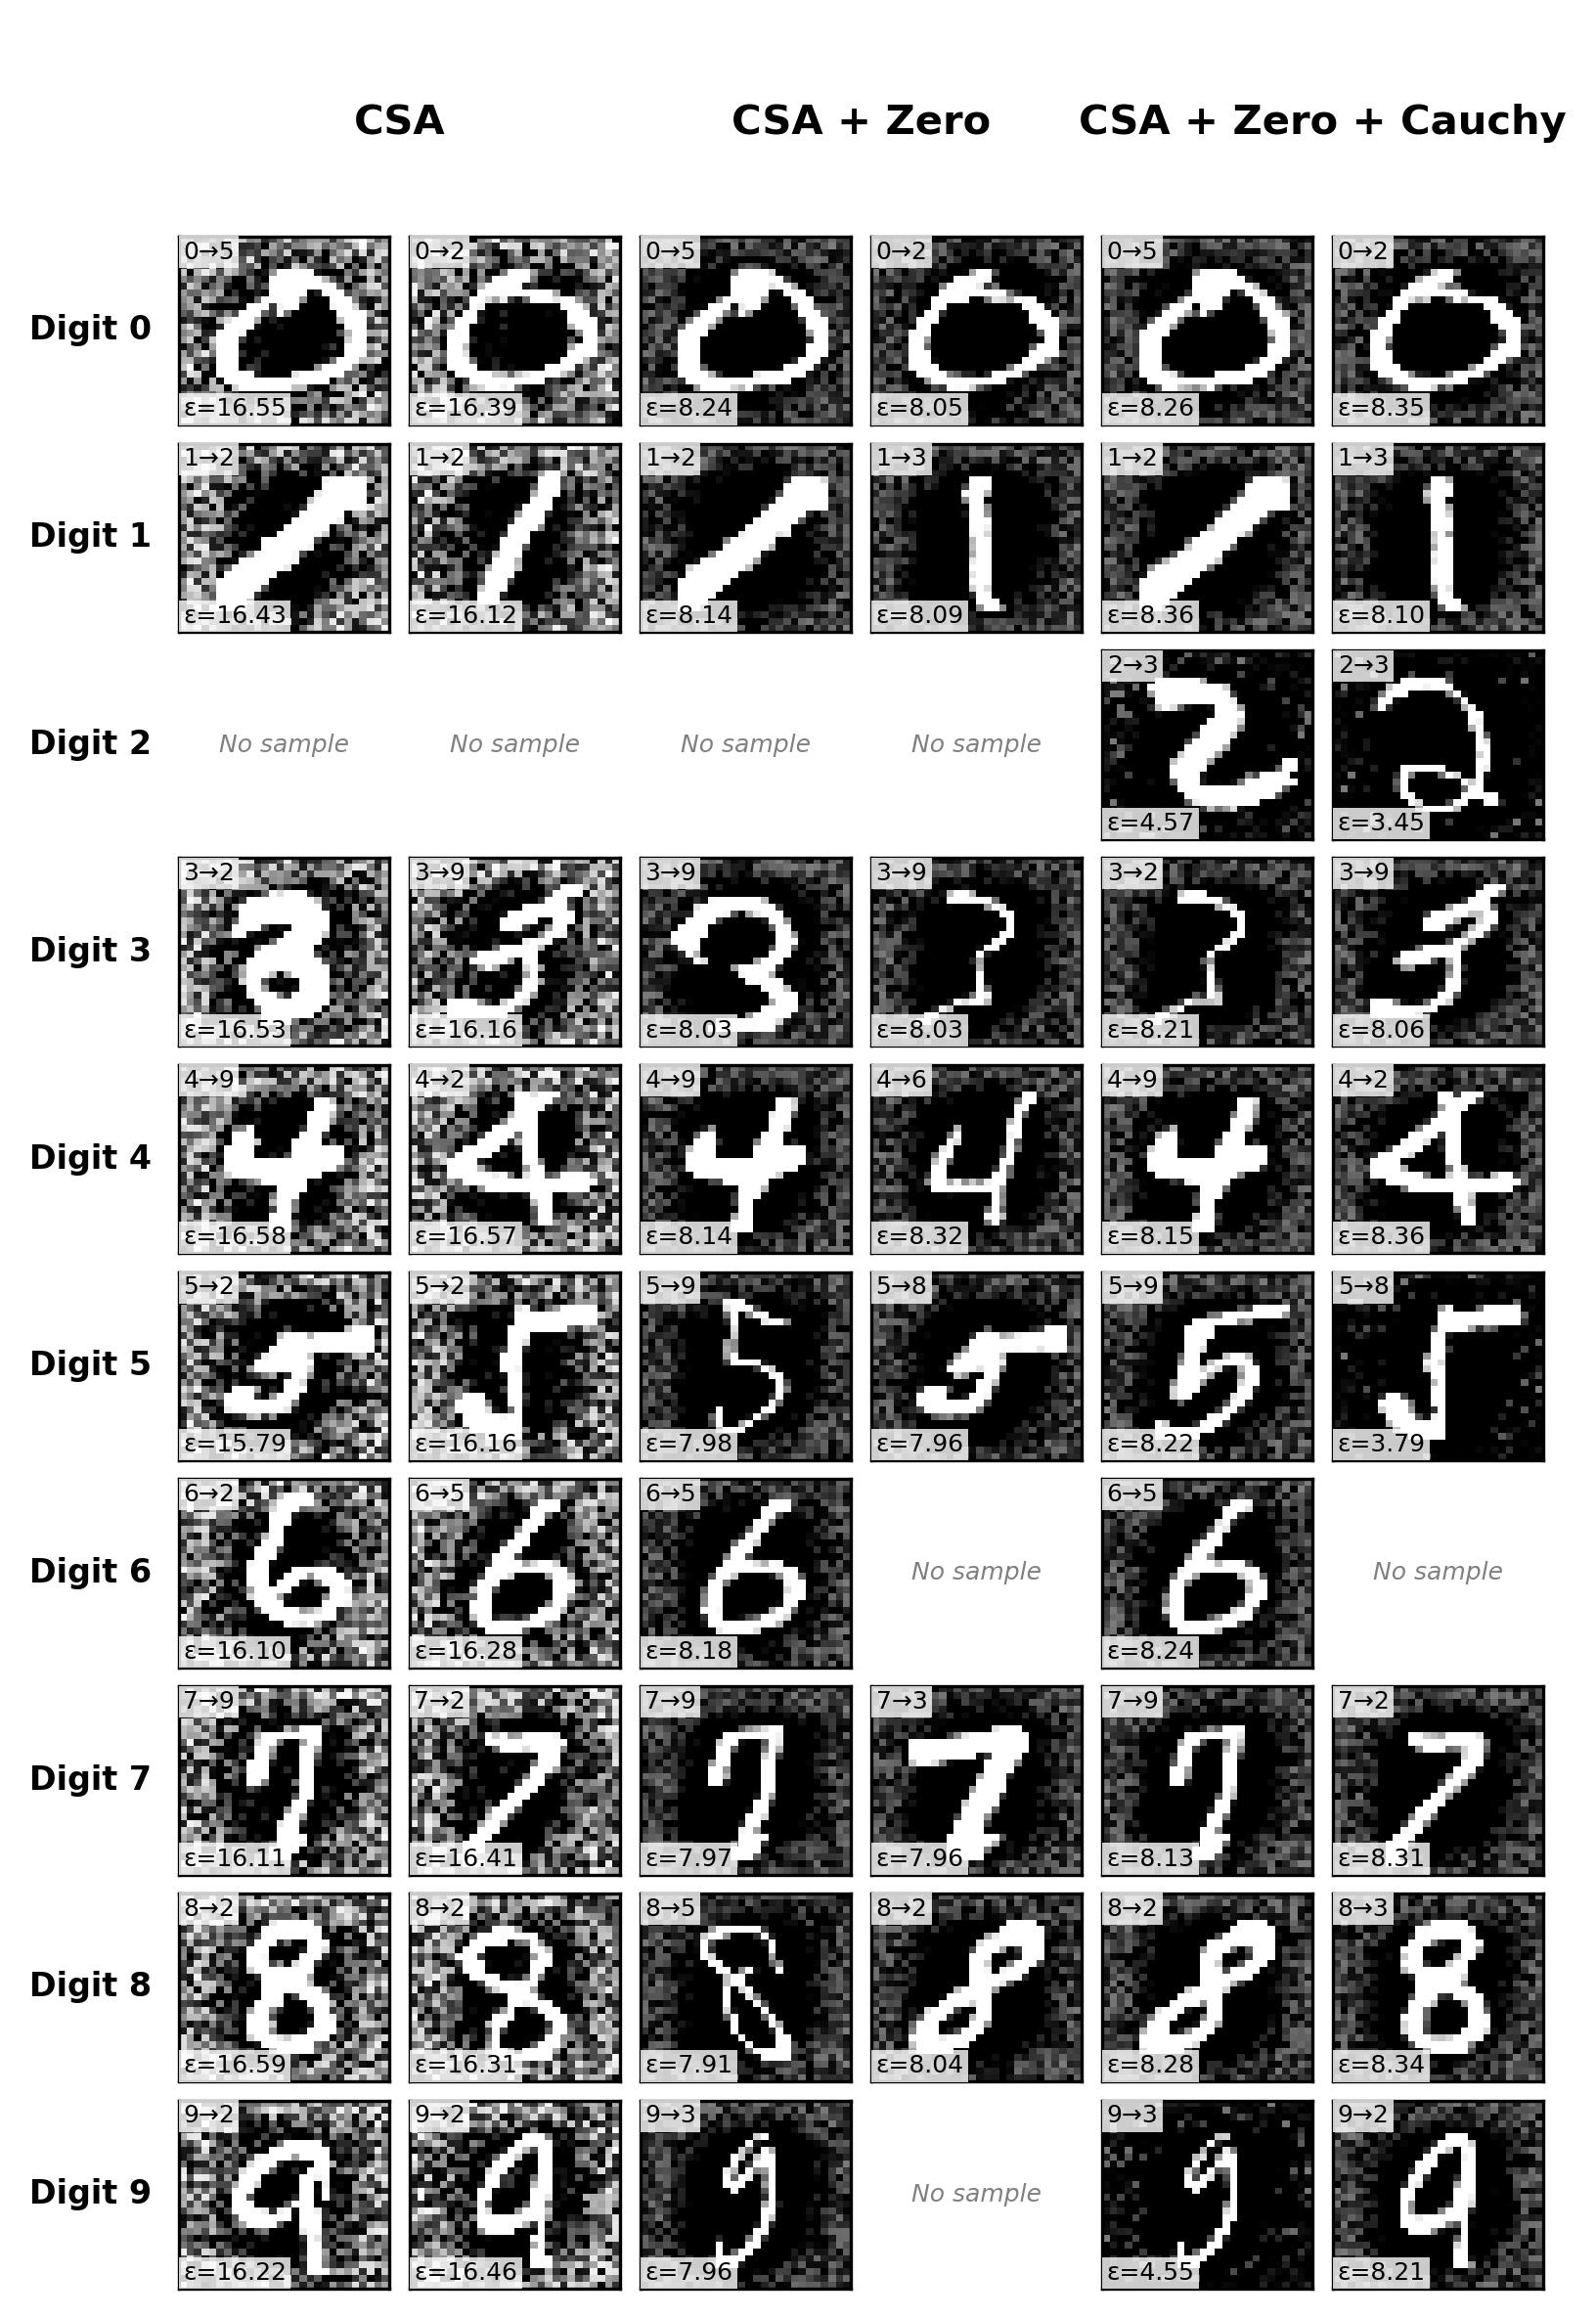 CSA CSA + Zero CSA + Zero + Cauchy
0→5 0→2 0→5 0→2 0→5 0→2
Digit 0
ε=16.55 ε=16.39 ε=8.24 ε=8.05 ε=8.26 ε=8.35
1→2 1→2 1→2 1→3 1→2 1→3
Digit 1
ε=16.43 ε=16.12 ε=8.14 ε=8.09 ε=8.36 ε=8.10
2→3 2→3
Digit 2 No sample No sample No sample No sample
ε=4.57 ε=3.45
3→2 3→9 3→9 3→9 3→2 3→9
Digit 3
ε=16.53 ε=16.16 ε=8.03 ε=8.03 ε=8.21 ε=8.06
4→9 4→2 4→9 4→6 4→9 4→2
Digit 4
ε=16.58 ε=16.57 ε=8.14 ε=8.32 ε=8.15 ε=8.36
5→2 5→2 5→9 5→8 5→9 5→8
Digit 5
ε=15.79 ε=16.16 ε=7.98 ε=7.96 ε=8.22 ε=3.79
6→2 6→5 6→5 6→5
Digit 6 No sample No sample
ε=16.10 ε=16.28 ε=8.18 ε=8.24
7→9 7→2 7→9 7→3 7→9 7→2
Digit 7
ε=16.11 ε=16.41 ε=7.97 ε=7.96 ε=8.13 ε=8.31
8→2 8→2 8→5 8→2 8→2 8→3
Digit 8
ε=16.59 ε=16.31 ε=7.91 ε=8.04 ε=8.28 ε=8.34
9→2 9→2 9→3 9→3 9→2
Digit 9 No sample
ε=16.22 ε=16.46 ε=7.96 ε=4.55 ε=8.21